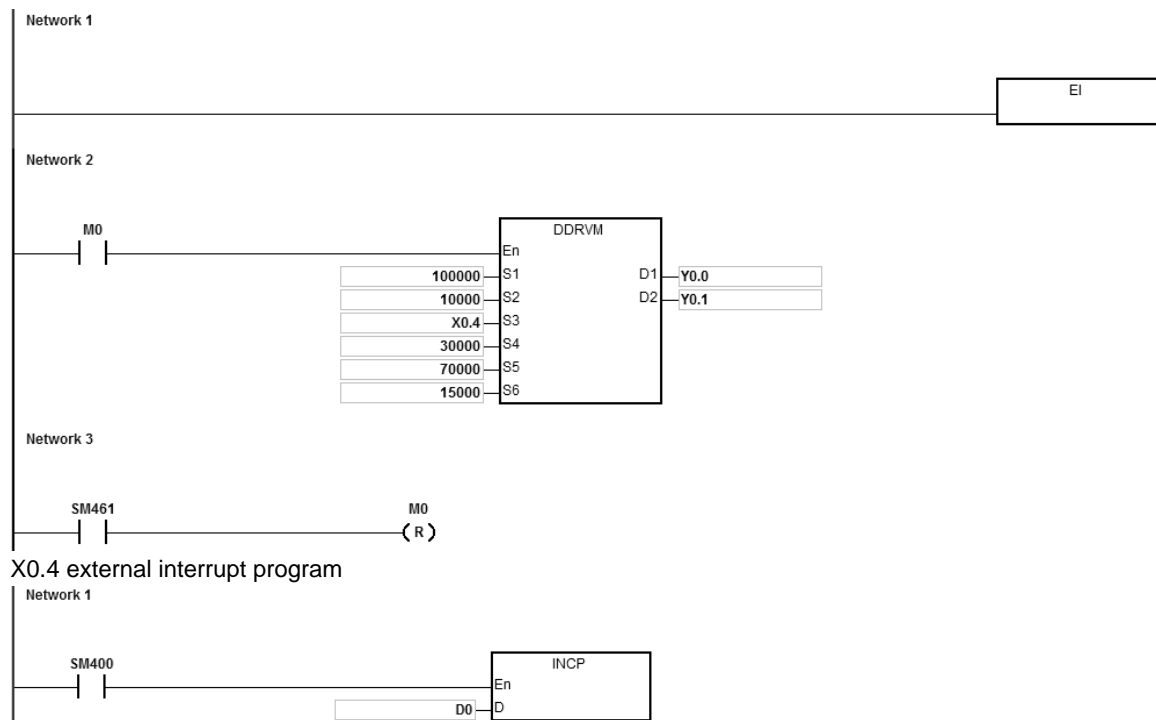 Network 1
EI
Network 2
M0
DDRVM
En
100000 S1 D1 Y0.0
10000 S2 D2 Y0.1
X0.4 S3
30000 S4
70000 S5
15000 S6
Network 3
SM461 M0
( R )
X0.4 external interrupt program
Network 1
SM400 INCP
En
D0 D